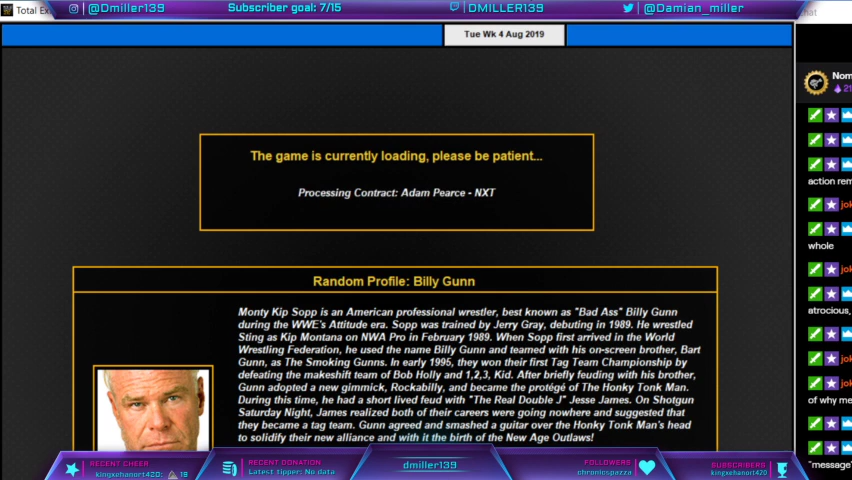 Total Ex
@Dmiller139
Subscriber goal: 7/15
DMILLER139
@Damian_miller
hat
Tue Wk 4 Aug 2019
Nom
21
The game is currently loading, please be patient...
Processing Contract: Adam Pearce - NXT
action rem
jok
whole
jok
atrocious,
jok
jok
of why me
"message"
Random Profile: Billy Gunn
Monty Kip Sopp is an American professional wrestler, best known as "Bad Ass" Billy Gunn
during the WWE's Attitude era. Sopp was trained by Jerry Gray, debuting in 1989. He wrestled
Sting as Kip Montana on NWA Pro in February 1989. When Sopp first arrived in the World
Wrestling Federation, he used the name Billy Gunn and teamed with his on-screen brother, Bart
Gunn, as The Smoking Gunns. In early 1995, they won their first Tag Team Championship by
defeating the makeshift team of Bob Holly and 1,2,3, Kid. After briefly feuding with his brother,
Gunn adopted a new gimmick, Rockabilly, and became the protégé of The Honky Tonk Man.
During this time, he had a short lived feud with "The Real Double J" Jesse James. On Shotgun
Saturday Night, James realized both of their careers were going nowhere and suggested that
they became a tag team. Gunn agreed and smashed a guitar over the Honky Tonk Man's head
to solidify their new alliance and with it the birth of the New Age Outlaws!
RECENT CHEER
kingxehanort420: 19
RECENT DONATION
Latest tipper: No data
dmiller139
FOLLOWERS
chronicspazza
SUBSCRIBERS
kingxehanort420